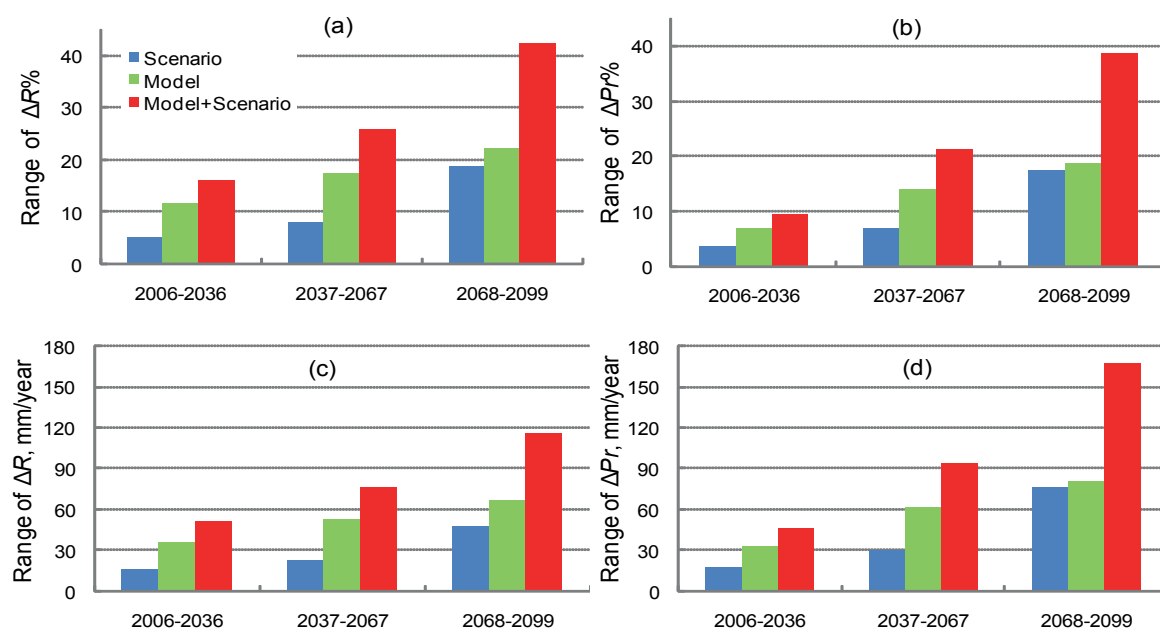 (a)
Range of ΔR%
40
30
20
10
0
Scenario
Model
Model+Scenario
2006-2036 2037-2067 2068-2099
(b)
Range of ΔPr%
40
30
20
10
0
2006-2036 2037-2067 2068-2099
(c)
Range of ΔR, mm/year
180
150
120
90
60
30
0
2006-2036 2037-2067 2068-2099
(d)
Range of ΔPr, mm/year
180
150
120
90
60
30
0
2006-2036 2037-2067 2068-2099